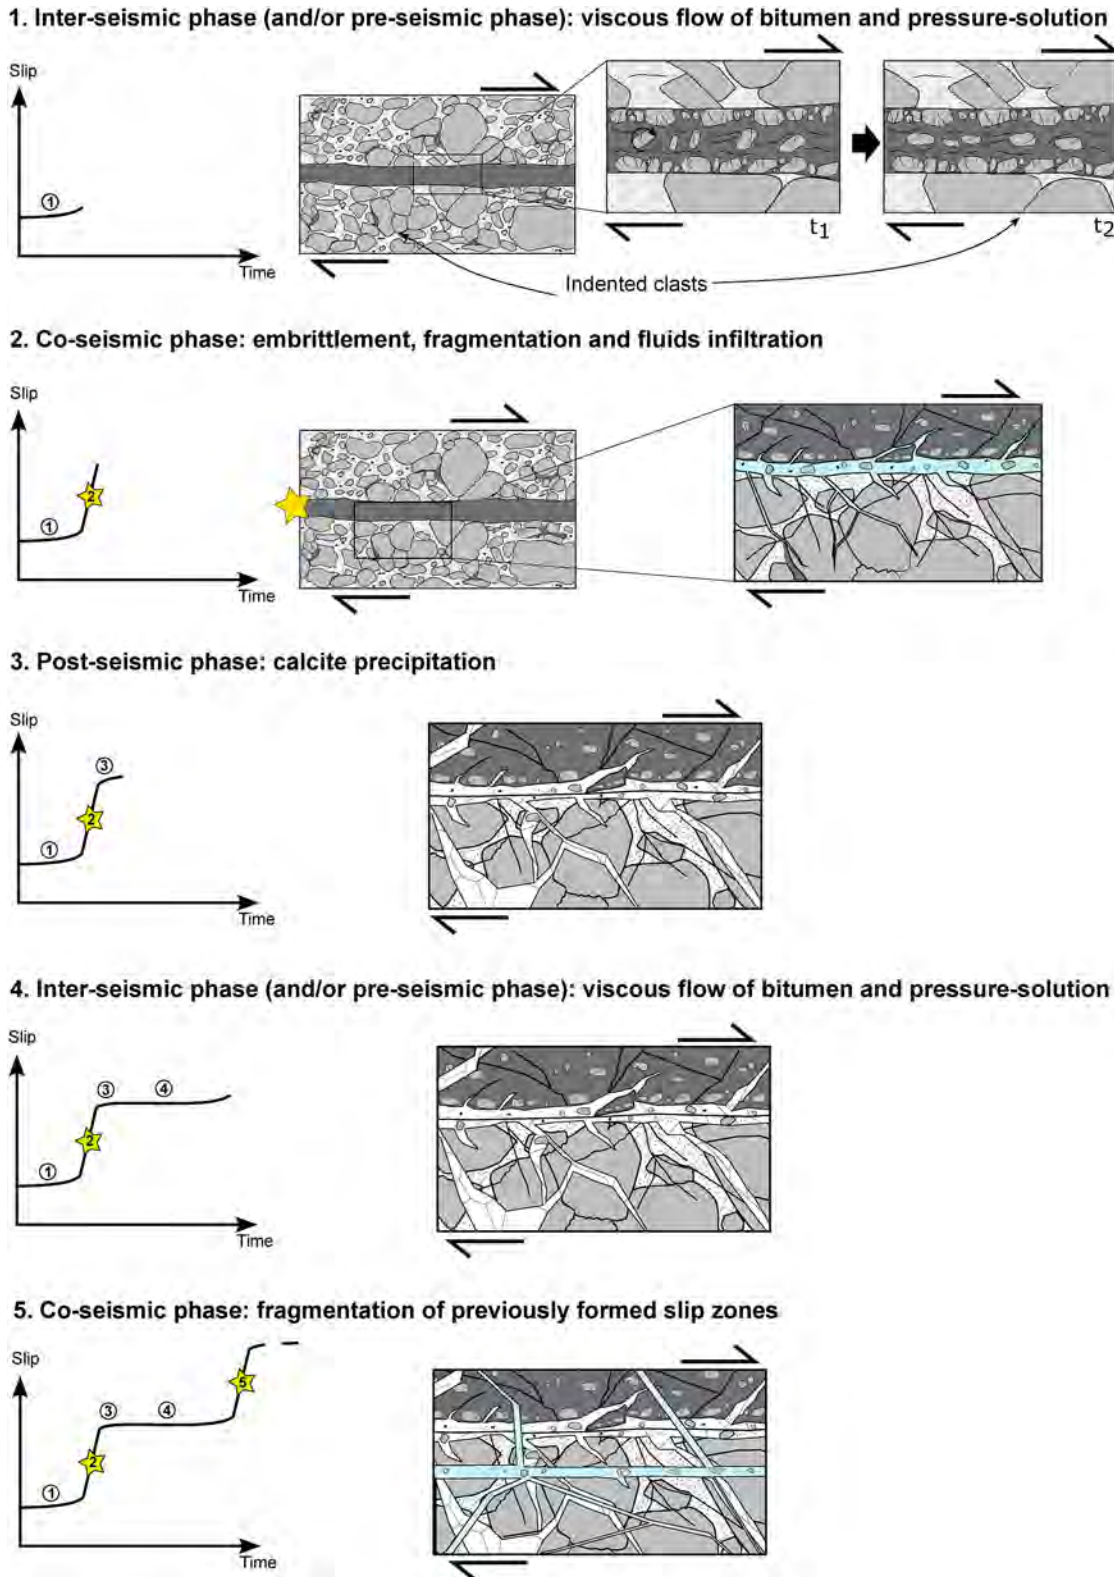 1. Inter-seismic phase (and/or pre-seismic phase): viscous flow of bitumen and pressure-solution
Slip
①
Time
t1
t2
Indented clasts
2. Co-seismic phase: embrittlement, fragmentation and fluids infiltration
Slip
2
①
Time
3. Post-seismic phase: calcite precipitation
Slip
③
2
①
Time
4. Inter-seismic phase (and/or pre-seismic phase): viscous flow of bitumen and pressure-solution
Slip
③ ④
2
①
Time
5. Co-seismic phase: fragmentation of previously formed slip zones
Slip
5
③ ④
2
①
Time